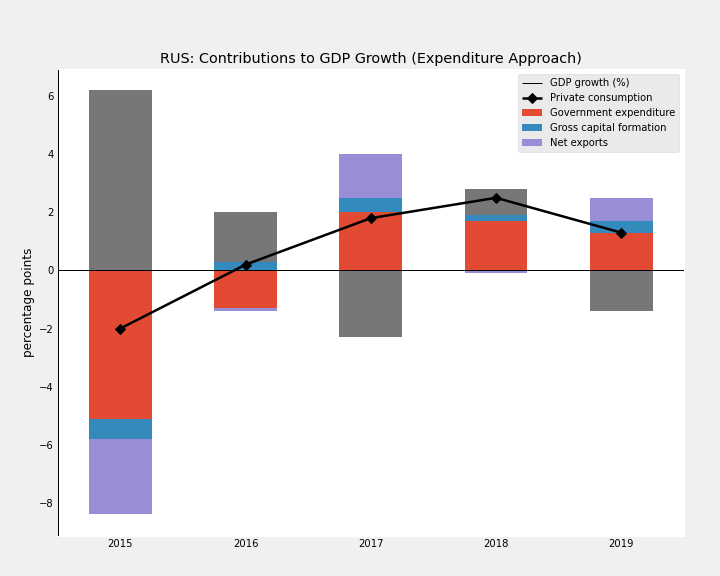 RUS: Contributions to GDP Growth (Expenditure Approach)
GDP growth (%)
Private consumption
Government expenditure
Gross capital formation
Net exports
percentage points
6
4
2
0
−2
−4
−6
−8
2015 2016 2017 2018 2019